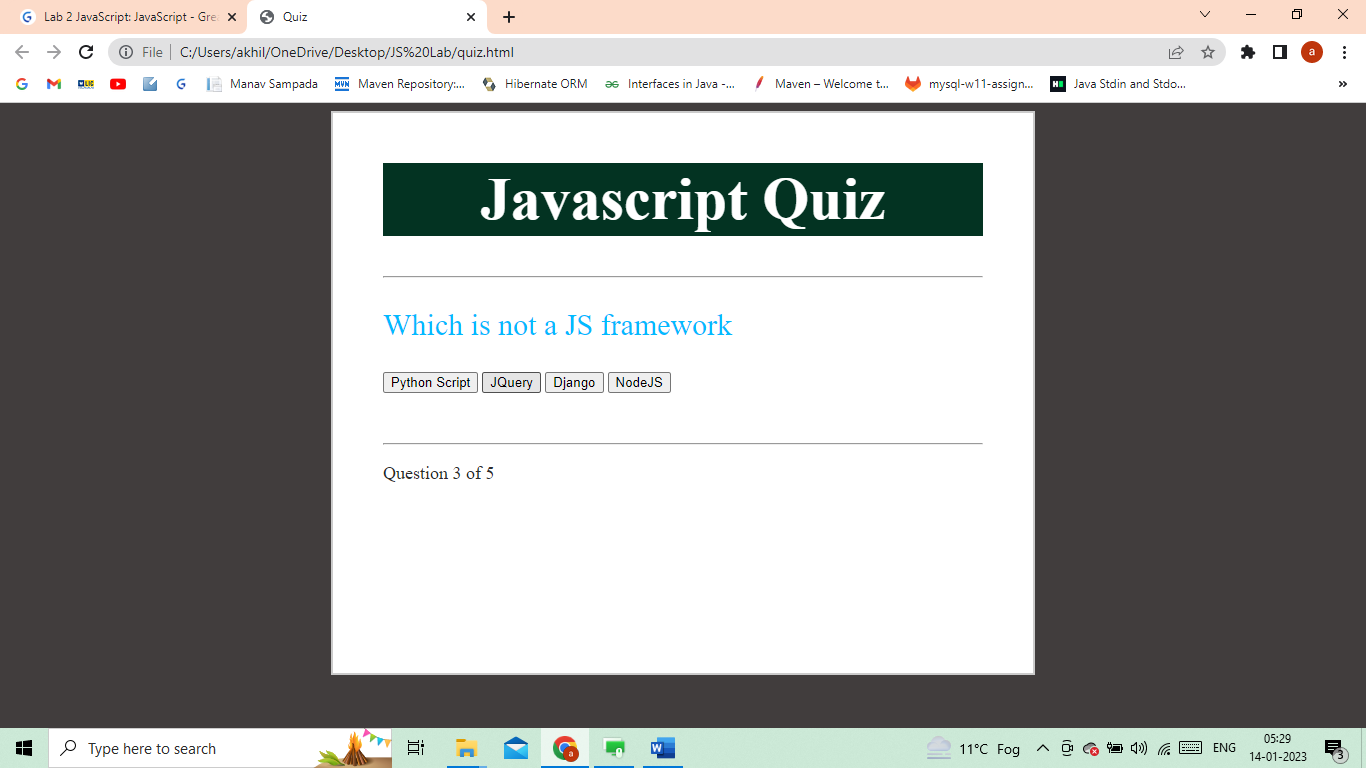 Lab 2 JavaScript: JavaScript - Gre
Quiz
File
C:/Users/akhil/OneDrive/Desktop/JS%20Lab/quiz.html
a
Manav Sampada
Maven Repository:...
Hibernate ORM
Interfaces in Java -...
Maven – Welcome t...
mysql-w11-assign...
Java Stdin and Stdo...
Javascript Quiz
Which is not a JS framework
Python Script JQuery Django NodeJS
Question 3 of 5
Type here to search
11°C Fog
ENG
05:29
14-01-2023
3